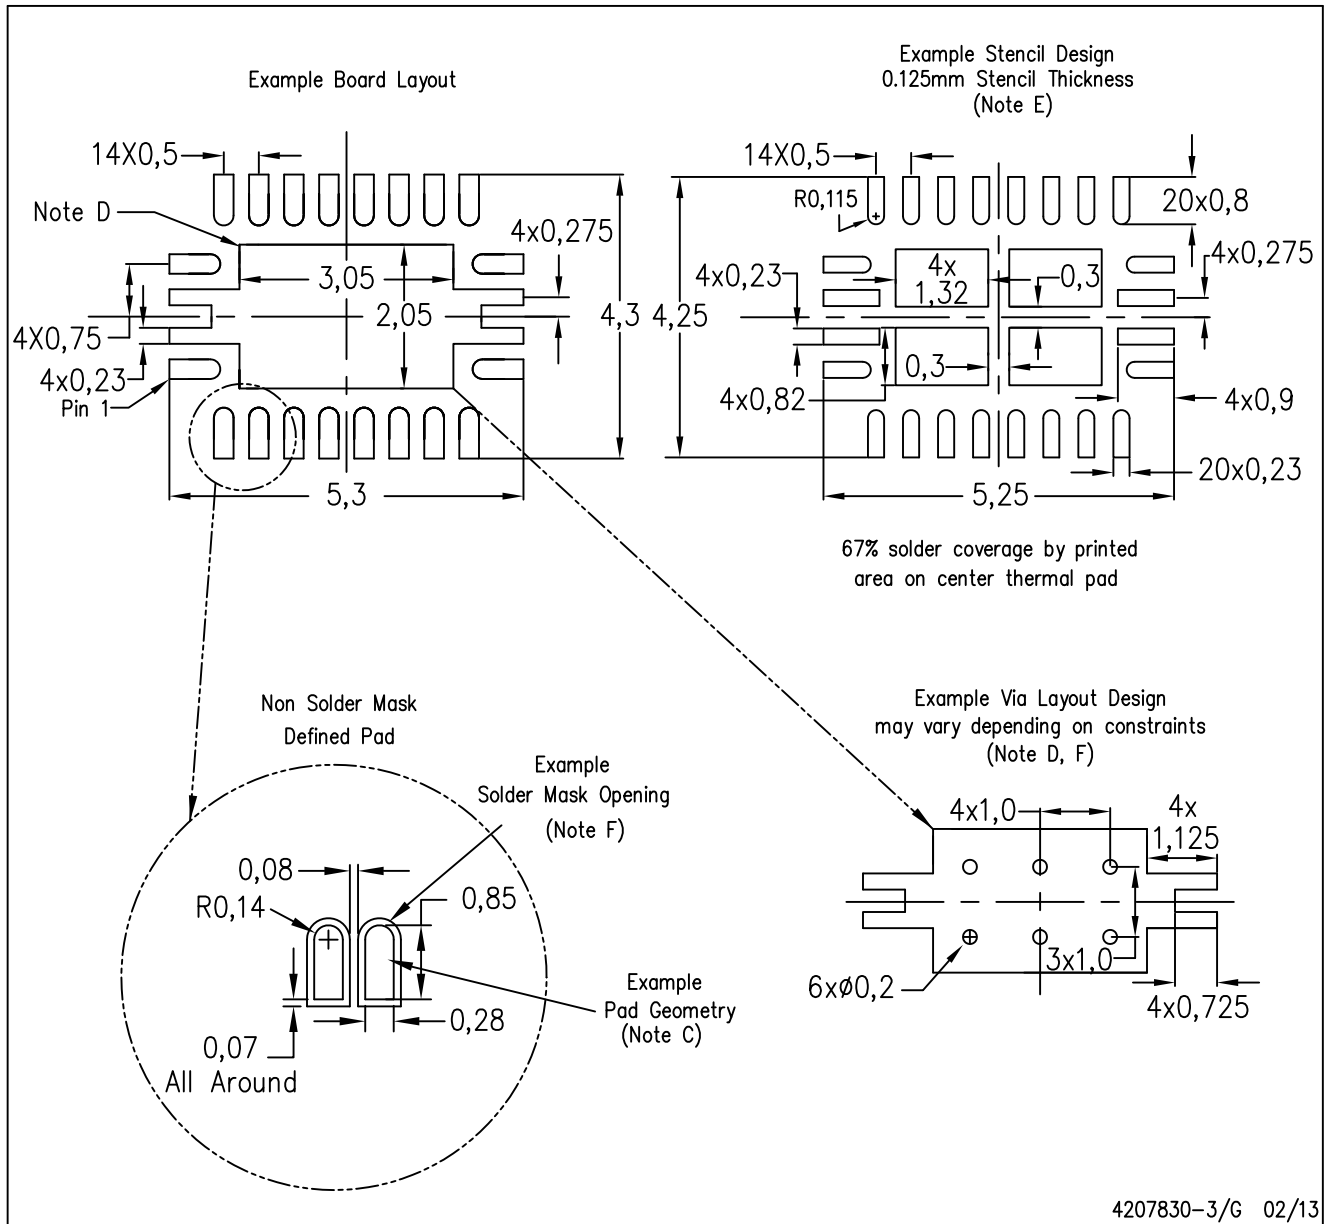 Example Board Layout
14X0,5
Note D
4x0,275
3,05
2,05
4,3
4X0,75
4x0,23
Pin 1
5,3
Example Stencil Design
0.125mm Stencil Thickness
(Note E)
14X0,5
R0,115
20x0,8
4x0,275
4x0,23
4x
1,32
0,3
4,25
0,3
4x0,82
4x0,9
20x0,23
5,25
67% solder coverage by printed
area on center thermal pad
Non Solder Mask
Defined Pad
Example
Solder Mask Opening
(Note F)
0,08
R0,14
0,85
Example
Pad Geometry
(Note C)
0,28
0,07
All Around
Example Via Layout Design
may vary depending on constraints
(Note D, F)
4x1,0
4x
1,125
3x1,0
6xø0,2
4x0,725
4207830-3/G 02/13